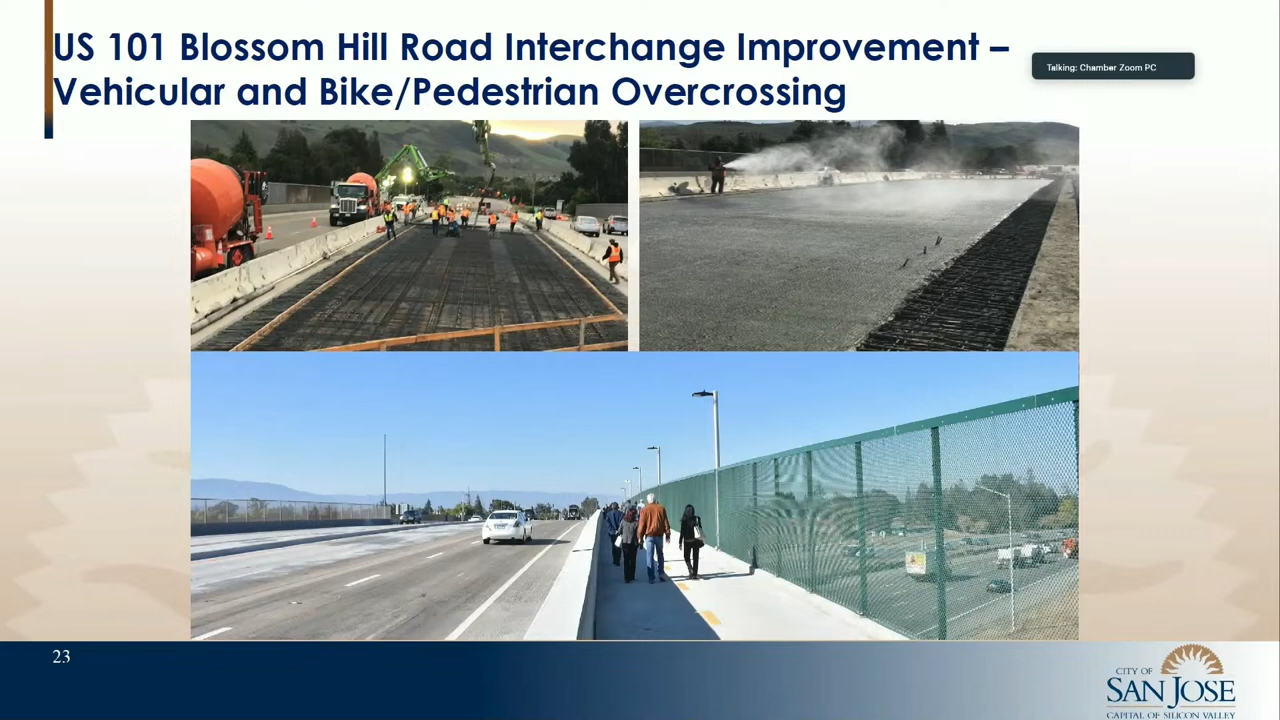 US 101 Blossom Hill Road Interchange Improvement –
Vehicular and Bike/Pedestrian Overcrossing
Talking: Chamber Zoom PC
23
CITY OF
SAN JOSE
CAPITAL OF SILICON VALLEY